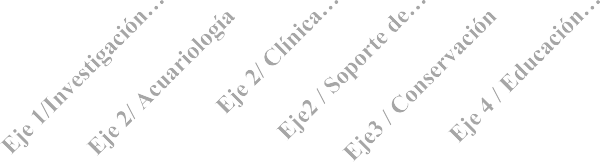 Eje 1/Investigación…
Eje 2/ Acuariología
Eje 2/ Clínica…
Eje2 / Soporte de…
Eje3 / Conservación
Eje 4 / Educación…